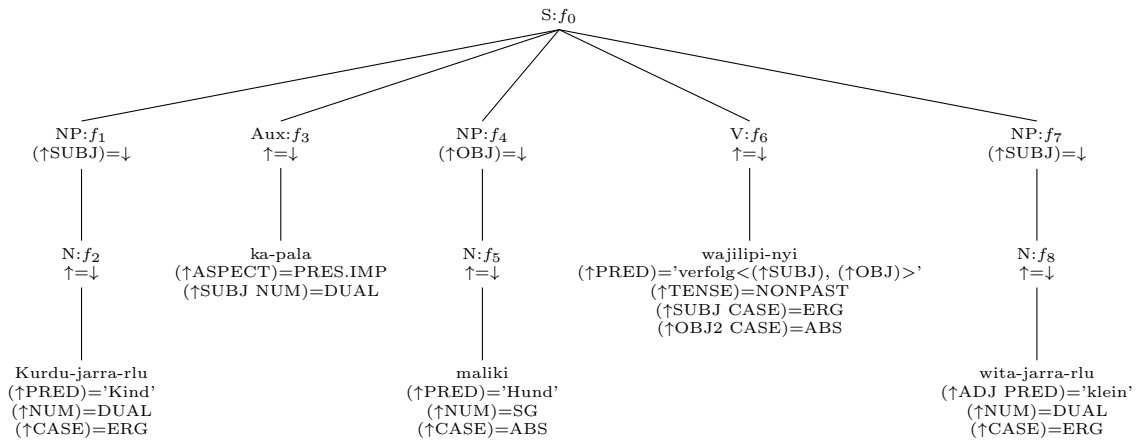 S:f₀
NP:f₁ Aux:f₃ NP:f₄ V:f₆ NP:f₇
(↑SUBJ)=↓ ↑=↓ (↑OBJ)=↓ ↑=↓ (↑SUBJ)=↓
N:f₂ ka-pala N:f₅ wajilipi-nyi N:f₈
↑=↓ (↑ASPECT)=PRES.IMP ↑=↓ (↑PRED)='verfolg<(↑SUBJ), (↑OBJ)>' ↑=↓
(↑SUBJ NUM)=DUAL (↑TENSE)=NONPAST
(↑SUBJ CASE)=ERG
(↑OBJ2 CASE)=ABS
Kurdu-jarra-rlu maliki wita-jarra-rlu
(↑PRED)='Kind' (↑PRED)='Hund' (↑ADJ PRED)='klein'
(↑NUM)=DUAL (↑NUM)=SG (↑NUM)=DUAL
(↑CASE)=ERG (↑CASE)=ABS (↑CASE)=ERG